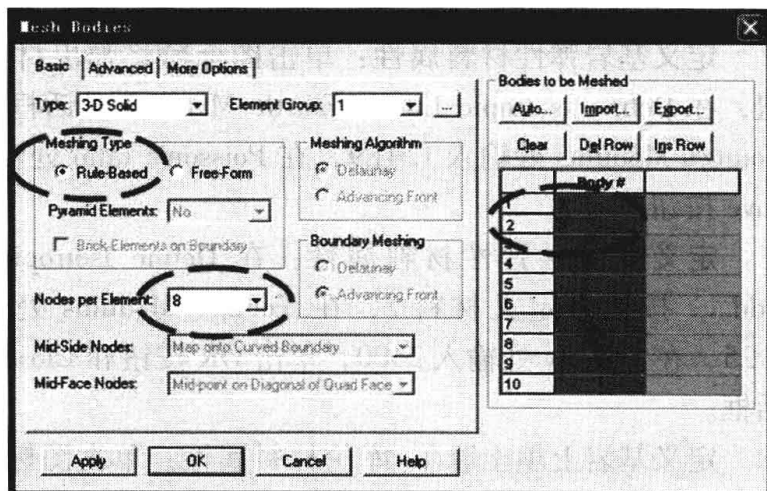 Mesh Bodies
Basic Advanced More Options
Type: 3-D Solid Element Group: 1 ...
Meshing Type
Rule-Based Free-Form
Pyramid Elements: No
Brick Elements on Boundary
Nodes per Element: 8
Mid-Side Nodes: Map onto Curved Boundary
Mid-Face Nodes: Mid-point on Diagonal of Quad Face
Meshing Algorithm
Delaunay
Advancing Front
Boundary Meshing
Delaunay
Advancing Front
Bodies to be Meshed
Auto... Import... Export...
Clear Del Row Ins Row
Body #
1
2
3
4
5
6
7
8
9
10
Apply OK Cancel Help